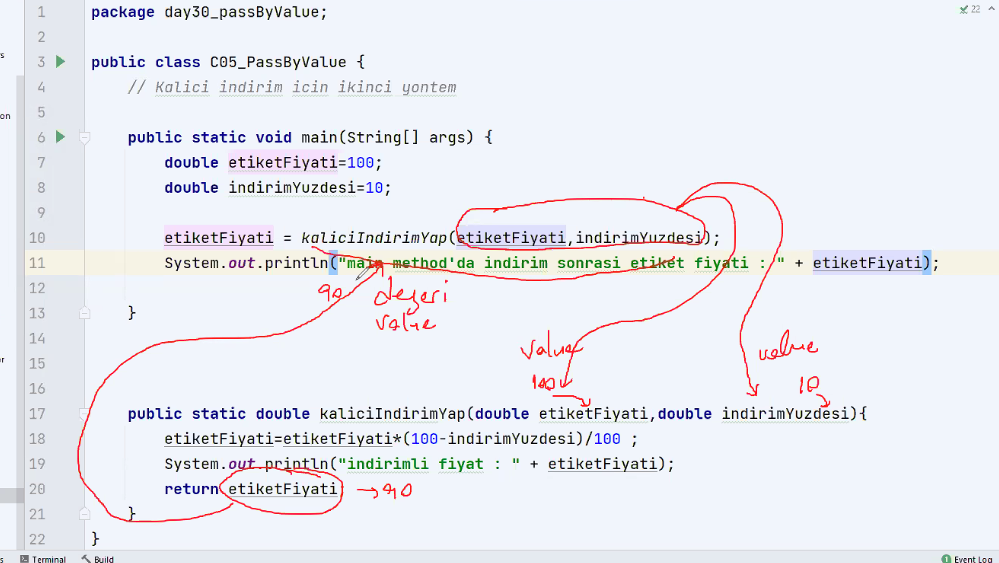 1 package day30_passByValue;
2
3 public class C05_PassByValue {
4 // Kalici indirim icin ikinci yontem
5
6 public static void main(String[] args) {
7 double etiketFiyati=100;
8 double indirimYuzdesi=10;
9
10 etiketFiyati = kaliciIndirimYap(etiketFiyati,indirimYuzdesi);
11 System.out.println("main method'da indirim sonrasi etiket fiyati : " + etiketFiyati);
12
90 degeri
13 }
value
14
value value
15
100 10
16
17 public static double kaliciIndirimYap(double etiketFiyati,double indirimYuzdesi){
18 etiketFiyati=etiketFiyati*(100-indirimYuzdesi)/100 ;
19 System.out.println("indirimli fiyat : " + etiketFiyati);
20 return etiketFiyati → 90
21 }
22 }
22
Terminal Build 1 Event Log